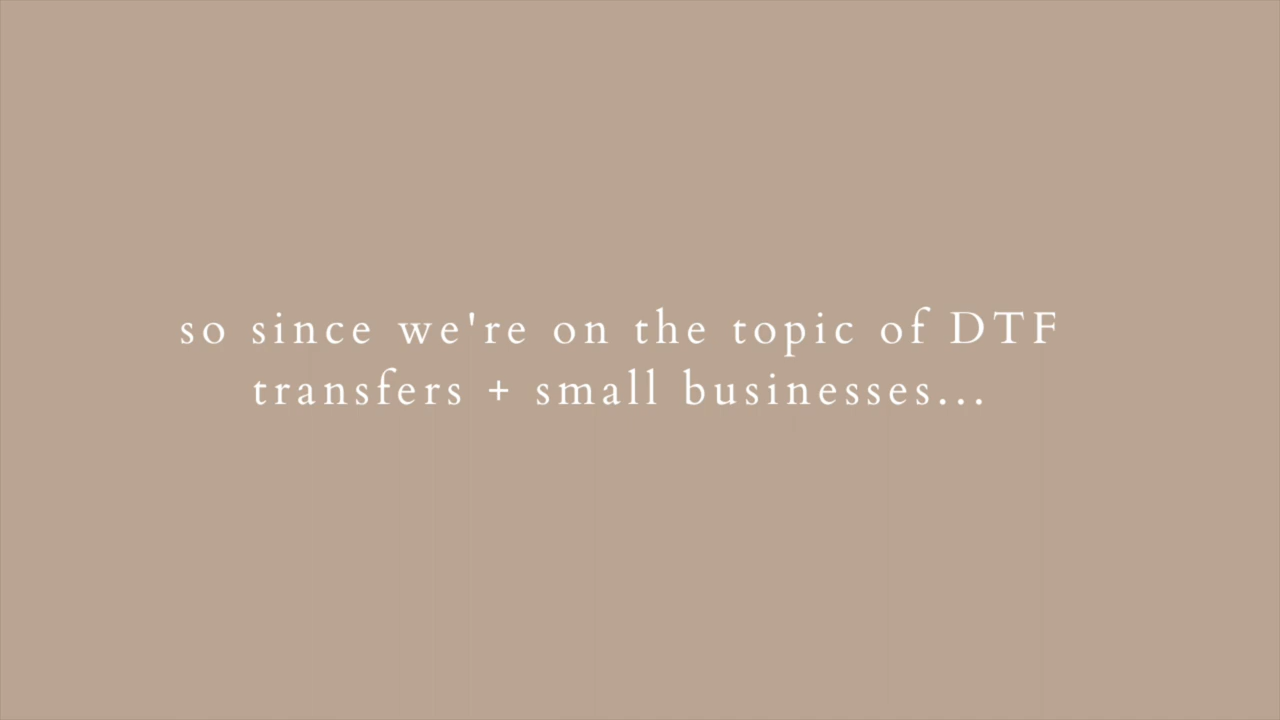 so since we're on the topic of DTF
transfers + small businesses...